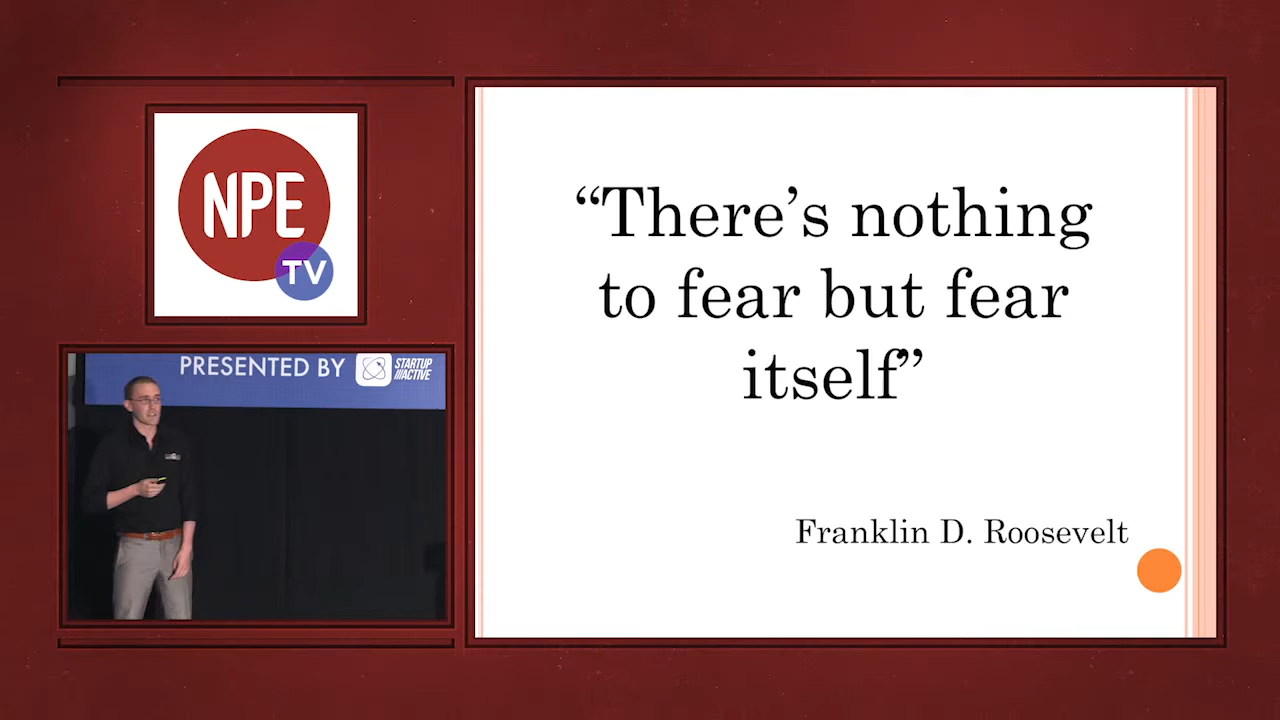 NPE
TV
PRESENTED BY STARTUP
///ACTIVE
“There’s nothing
to fear but fear
itself”
Franklin D. Roosevelt